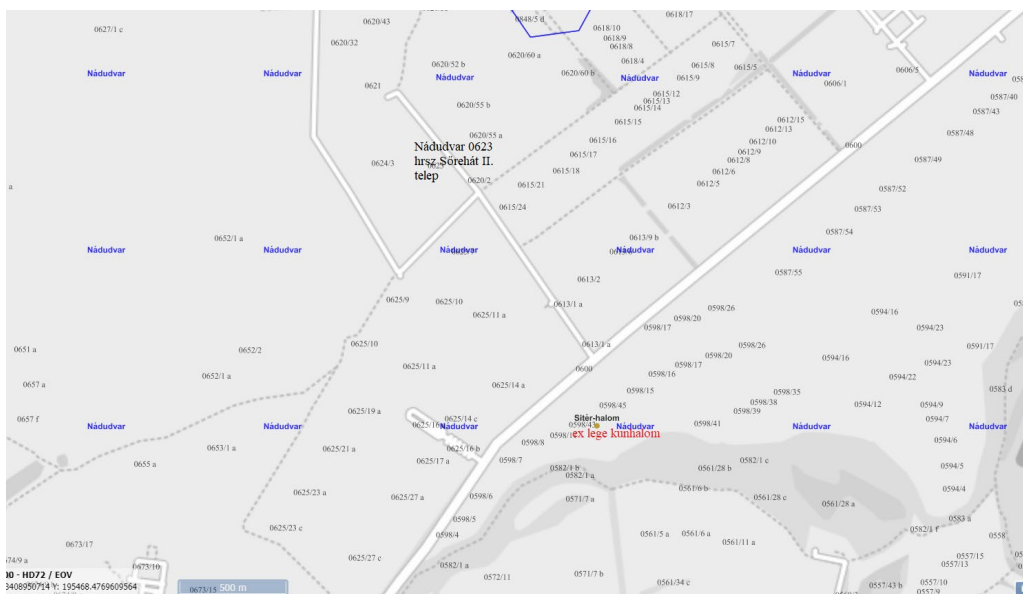 0620/43
0848/5 d
0618/17
0627/1 c
0618/10
0620/32
0618/9
0618/8
0615/7
0620/60 a
0618/4
0620/52 b
0615/8
0615/5
0606/5
Nádudvar
Nádudvar
Nádudvar
0620/60 b
Nádudvar
0615/9
Nádudvar
0606/1
Nádudvar
0621
0615/12
0587/40
0620/55 b
0615/13
0615/14
0587/43
0615/15
0612/15
0612/13
0587/48
0620/55 a
0615/16
0612/10
0600
Nádudvar 0623
hrsz Sörehát II.
telep
0615/17
0612/9
0612/8
0587/49
0624/3
0615/18
0612/6
0620/2
0615/21
0612/5
0587/52
0615/24
0612/3
0587/53
0587/54
0652/1 a
0613/9 b
Nádudvar
Nádudvar
Nádudvar
Nádudvar
Nádudvar
Nádudvar
0587/55
0591/17
0613/2
0625/9
0625/10
0613/1 a
0598/26
0625/11 a
0598/20
0594/16
0598/17
0594/23
0625/10
0613/1 a
0598/26
0591/17
0651 a
0652/2
0598/20
0594/16
0625/11 a
0600
0598/17
0594/23
0652/1 a
0598/16
0594/22
0657 a
0625/14 a
0598/15
0598/35
0583 d
0598/45
0598/38
0594/12
0594/9
0625/19 a
0598/39
0657 f
0625/14 c
Sitér-halom
0594/7
Nádudvar
Nádudvar
0625/16
Nádudvar
0598/43
Nádudvar
0598/41
Nádudvar
Nádudvar
ex lege kunhalom
0594/6
0653/1 a
0625/21 a
0625/16 b
0598/8
0655 a
0625/17 a
0598/7
0582/1 b
0582/1 a
0561/28 b
0582/1 c
0594/5
0625/23 a
0625/27 a
0598/6
0571/7 a
0561/6 b
0561/28 c
0561/28 a
0594/4
0598/5
0583 a
0625/23 c
0598/4
0561/5 a
0561/6 a
0561/11 a
0582/1 f
0558
0673/17
0625/27 c
0582/1 a
0557/15
0673/10
0557/13
00 - HD72 / EOV
0572/11
0571/7 b
0561/34 c
0557/43 b
0557/10
8408950714 Y: 195468.4769609564
0673/15
500 m
0557/9